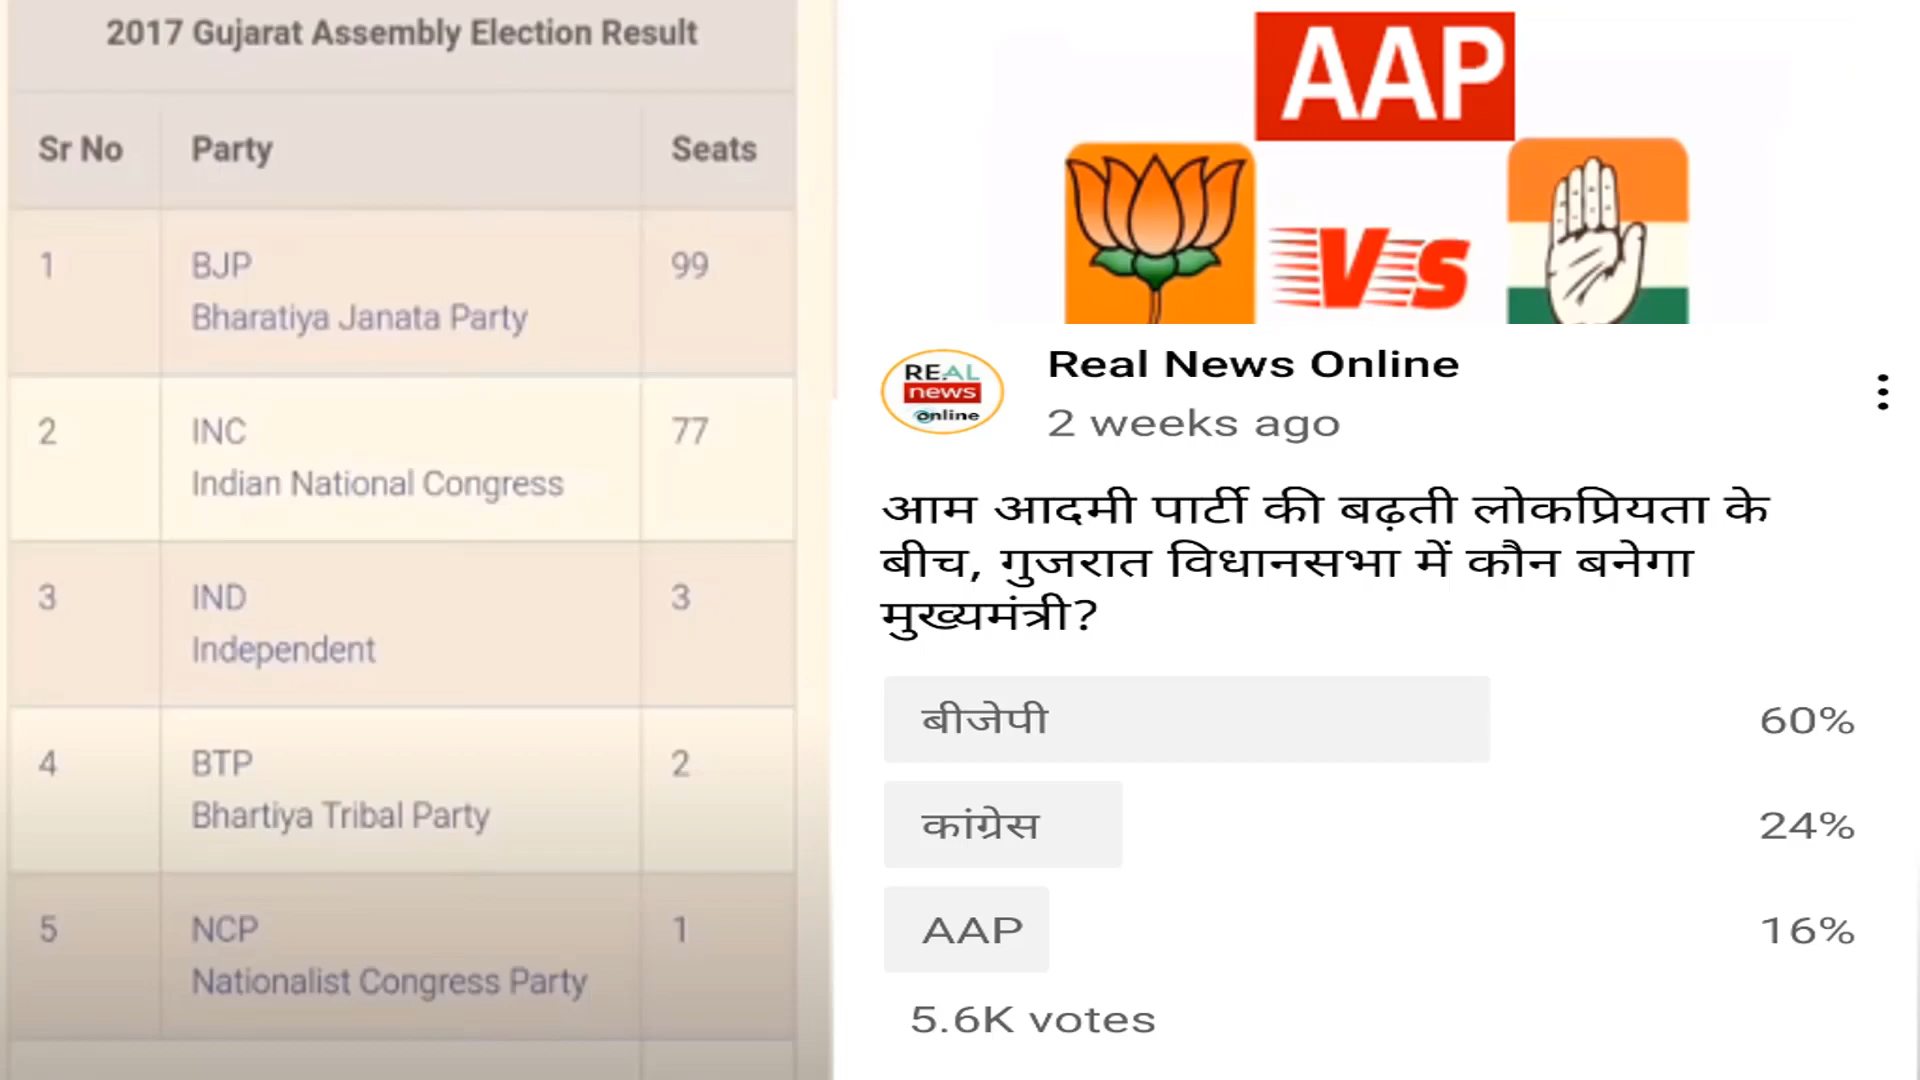 2017 Gujarat Assembly Election Result
Sr No Party Seats
1 BJP 99
Bharatiya Janata Party
2 INC 77
Indian National Congress
3 IND 3
Independent
4 BTP 2
Bhartiya Tribal Party
5 NCP 1
Nationalist Congress Party
AAP
Vs
REAL
news
online
Real News Online
2 weeks ago
आम आदमी पार्टी की बढ़ती लोकप्रियता के
बीच, गुजरात विधानसभा में कौन बनेगा
मुख्यमंत्री?
बीजेपी 60%
कांग्रेस 24%
AAP 16%
5.6K votes